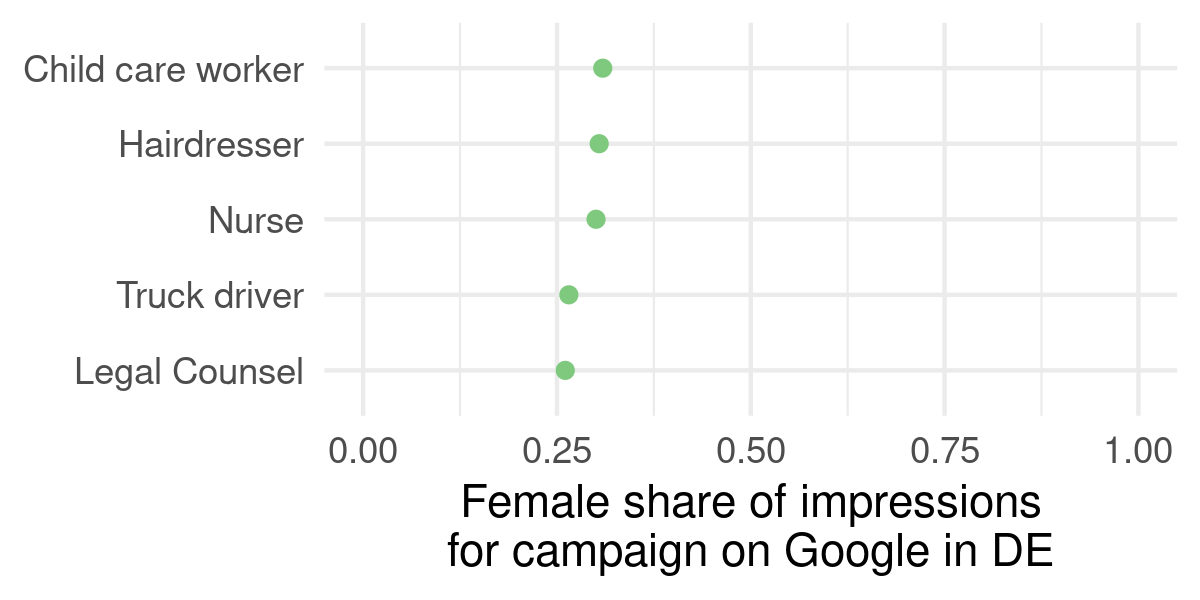 Child care worker
Hairdresser
Nurse
Truck driver
Legal Counsel
0.00 0.25 0.50 0.75 1.00
Female share of impressions
for campaign on Google in DE